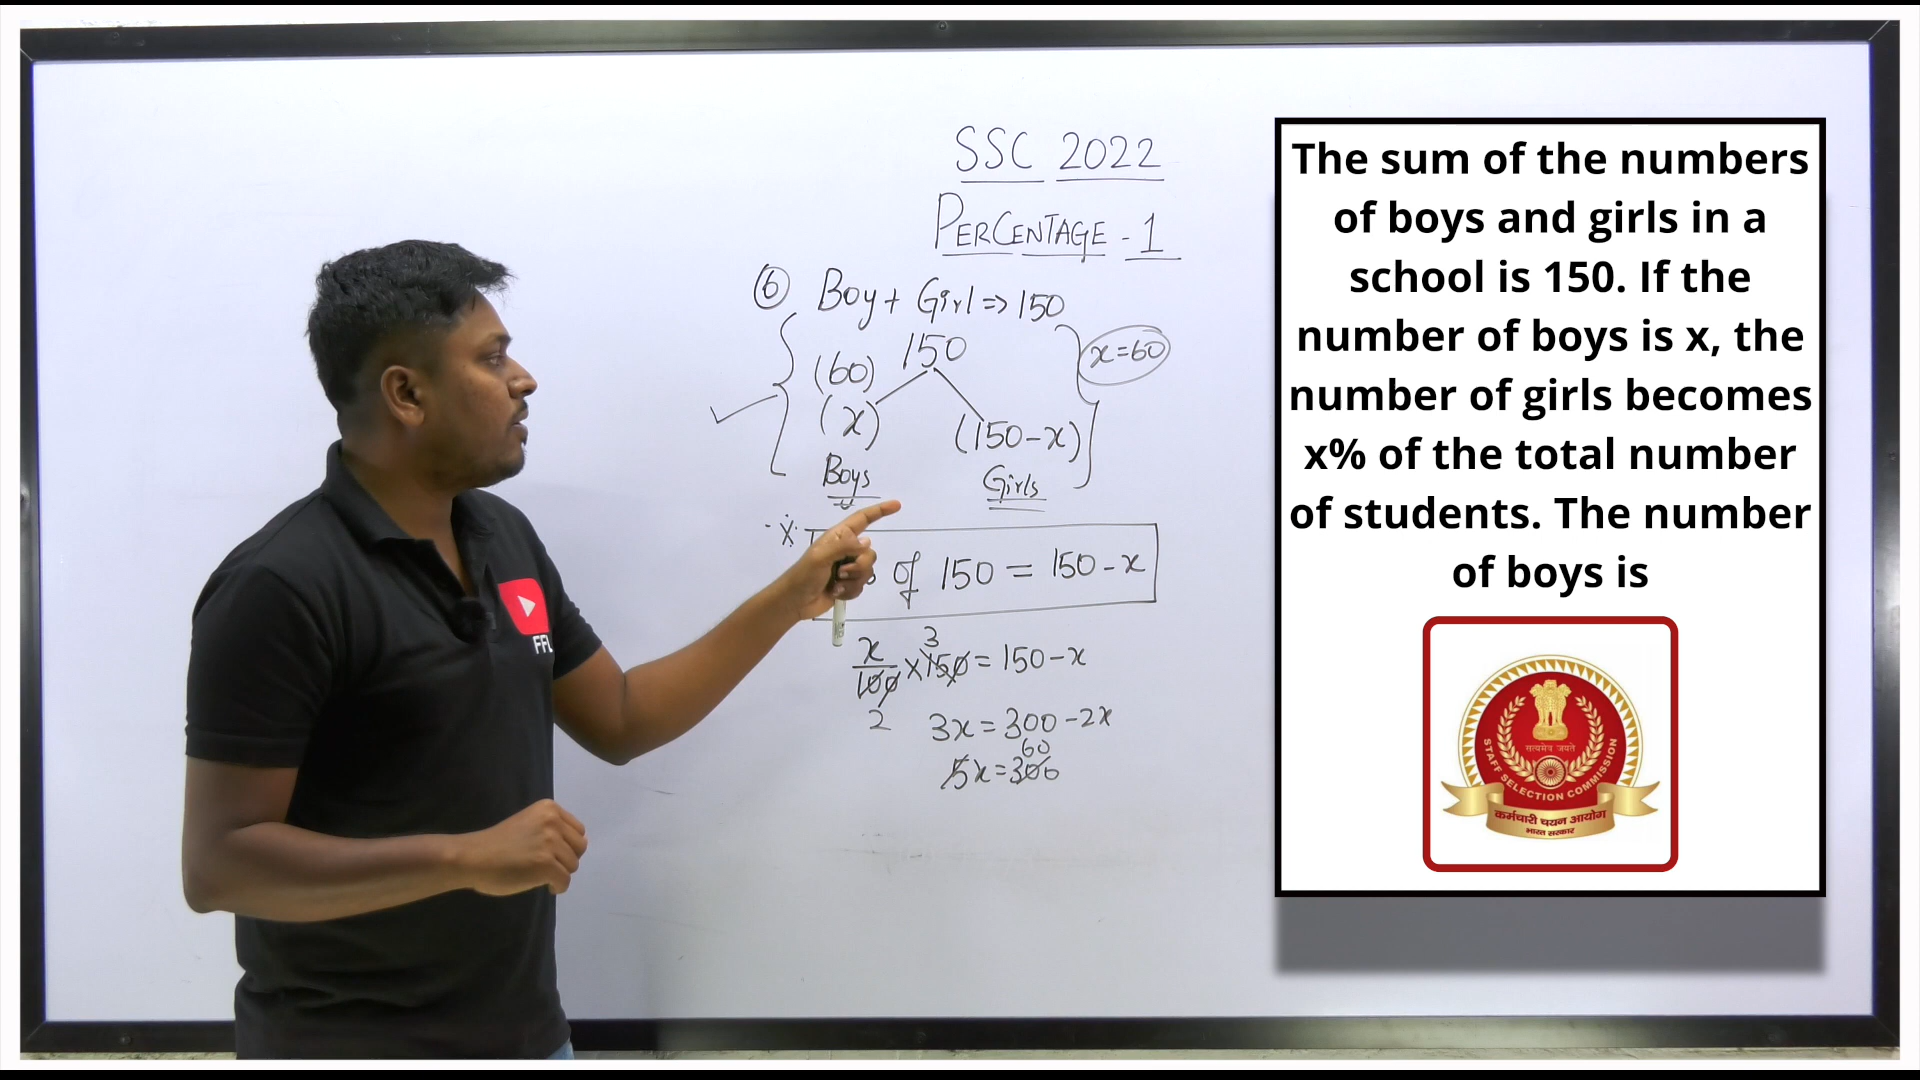 SSC 2022
PERCENTAGE - 1
6 Boy + Girl => 150
(60) 150 x = 60
(x) (150-x)
Boys Girls
of 150 = 150-x
x/100 × 150 = 150-x
3
2
3x = 300-2x
60
5x = 300
FFL
The sum of the numbers
of boys and girls in a
school is 150. If the
number of boys is x, the
number of girls becomes
x% of the total number
of students. The number
of boys is
सत्यमेव जयते
STAFF SELECTION COMMISSION
कर्मचारी चयन आयोग
भारत सरकार